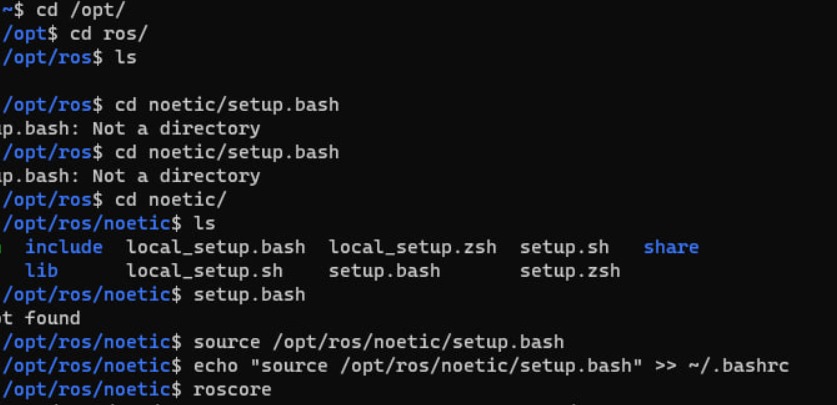 ~$ cd /opt/
/opt$ cd ros/
/opt/ros$ ls
/opt/ros$ cd noetic/setup.bash
up.bash: Not a directory
/opt/ros$ cd noetic/setup.bash
up.bash: Not a directory
/opt/ros$ cd noetic/
/opt/ros/noetic$ ls
include local_setup.bash local_setup.zsh setup.sh share
lib local_setup.sh setup.bash setup.zsh
/opt/ros/noetic$ setup.bash
t found
/opt/ros/noetic$ source /opt/ros/noetic/setup.bash
/opt/ros/noetic$ echo "source /opt/ros/noetic/setup.bash" >> ~/.bashrc
/opt/ros/noetic$ roscore